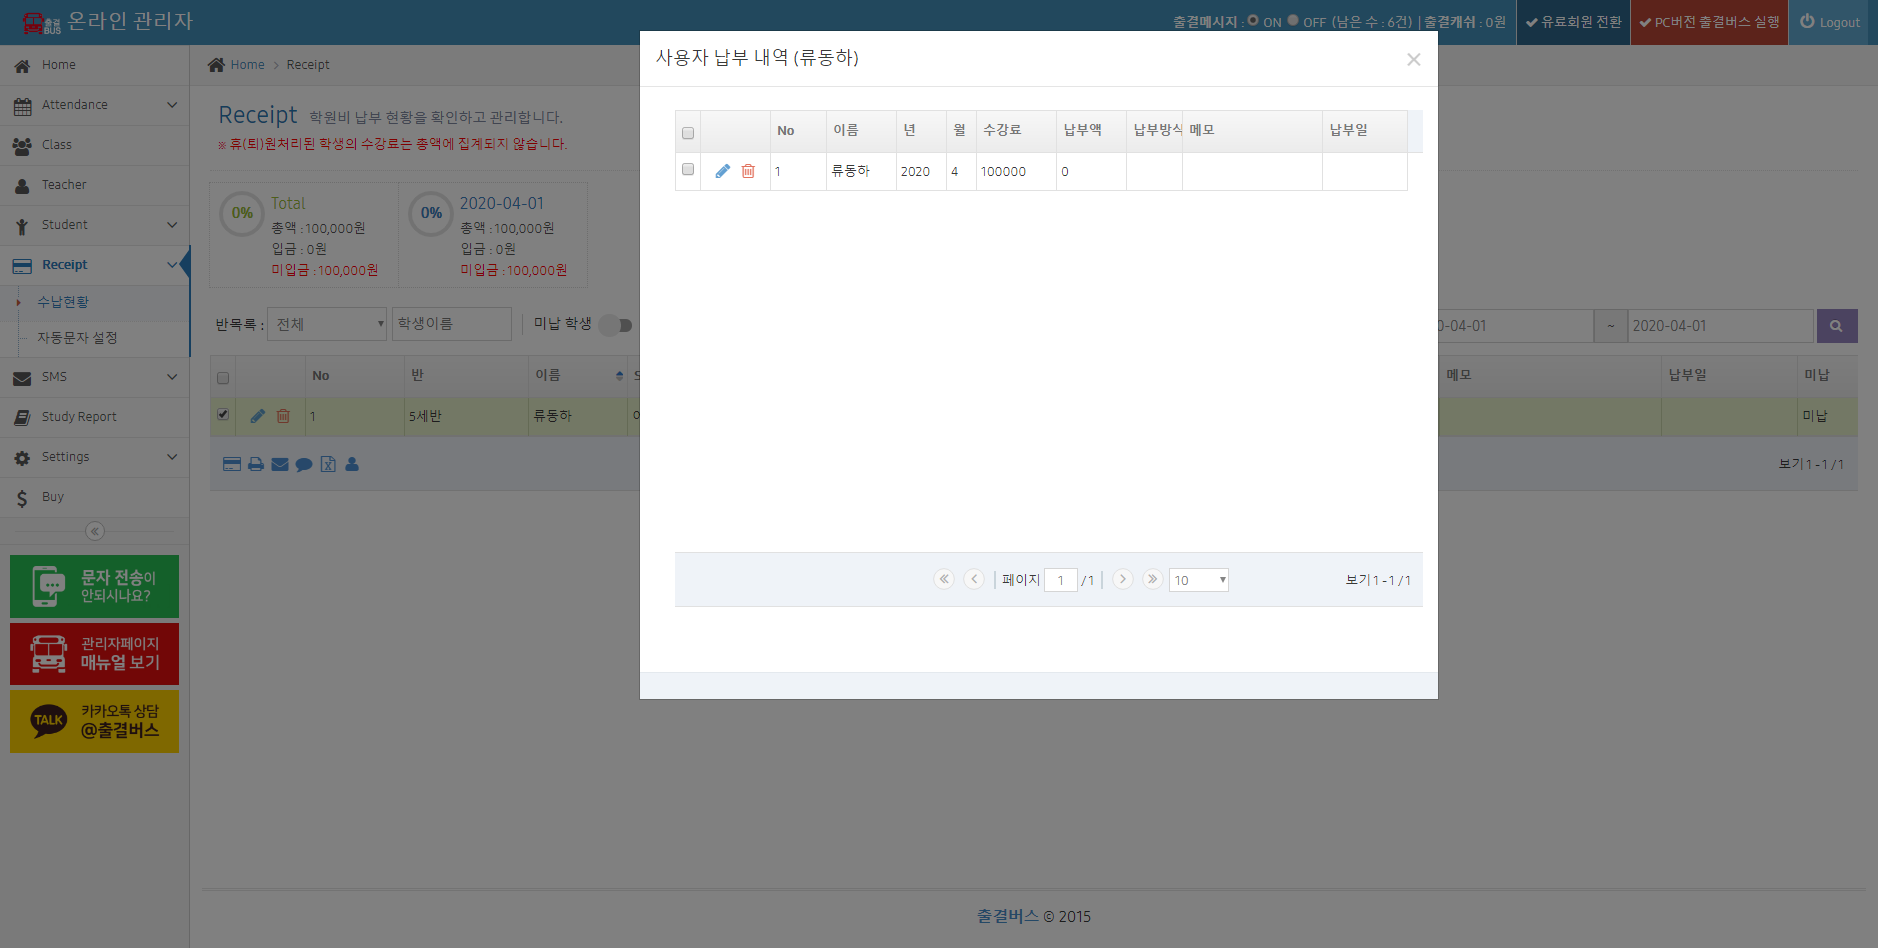 출결BUS 온라인 관리자
출결메시지 : ON OFF (남은 수 : 6건) | 출결캐쉬 : 0원
유료회원 전환
PC버전 출결버스 실행
Logout
Home
Attendance
Class
Teacher
Student
Receipt
수납현황
자동문자 설정
SMS
Study Report
Settings
Buy
문자 전송이
안되시나요?
관리자페이지
매뉴얼 보기
TALK
카카오톡 상담
@출결버스
Home > Receipt
Receipt 학원비 납부 현황을 확인하고 관리합니다.
※ 휴(퇴)원처리된 학생의 수강료는 총액에 집계되지 않습니다.
0% Total
총액 : 100,000원
입금 : 0원
미입금 : 100,000원
0% 2020-04-01
총액 : 100,000원
입금 : 0원
미입금 : 100,000원
반목록 : 전체 학생이름 미납 학생
-04-01 ~ 2020-04-01
No 반 이름 메모 납부일 미납
1 5세반 류동하 미납
보기 1 - 1 / 1
사용자 납부 내역 (류동하)
No 이름 년 월 수강료 납부액 납부방식 메모 납부일
1 류동하 2020 4 100000 0
페이지 1 / 1 10
보기 1 - 1 / 1
출결버스 © 2015